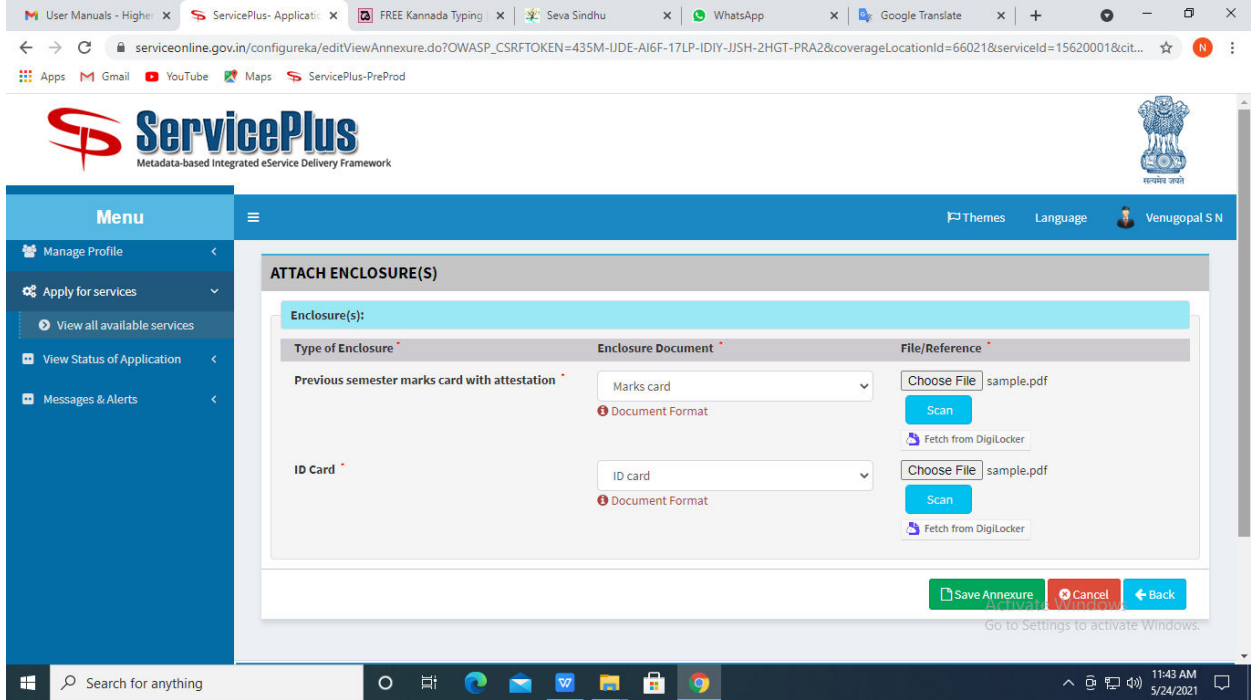 User Manuals - Higher
ServicePlus- Applicatio
FREE Kannada Typing
Seva Sindhu
WhatsApp
Google Translate
serviceonline.gov.in/configureka/editViewAnnexure.do?OWASP_CSRFTOKEN=435M-IJDE-AI6F-17LP-IDIY-JJSH-2HGT-PRA2&coverageLocationId=66021&serviceId=15620001&cit...
N
Apps Gmail YouTube Maps ServicePlus-PreProd
ServicePlus
Metadata-based Integrated eService Delivery Framework
सत्यमेव जयते
Menu
Themes Language Venugopal S N
Manage Profile
Apply for services
View all available services
View Status of Application
Messages & Alerts
ATTACH ENCLOSURE(S)
Enclosure(s):
Type of Enclosure * Enclosure Document * File/Reference *
Previous semester marks card with attestation * Marks card Choose File sample.pdf
Document Format Scan
Fetch from DigiLocker
ID Card * ID card Choose File sample.pdf
Document Format Scan
Fetch from DigiLocker
Save Annexure Cancel Back
Activate Windows
Go to Settings to activate Windows.
Search for anything
11:43 AM
5/24/2021